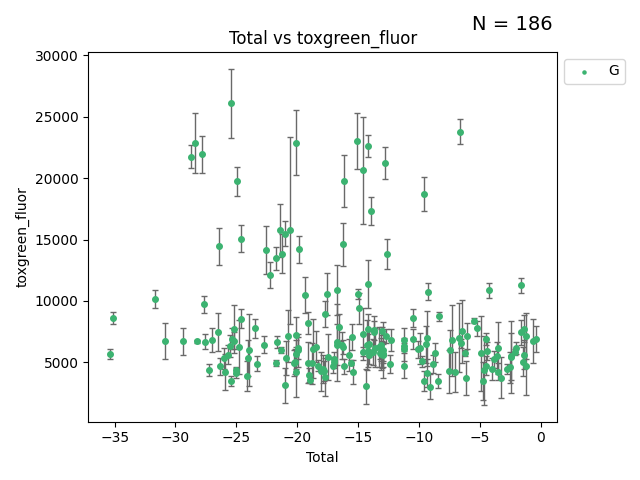 N = 186
Total vs toxgreen_fluor
G
toxgreen_fluor
30000
25000
20000
15000
10000
5000
−35 −30 −25 −20 −15 −10 −5 0
Total